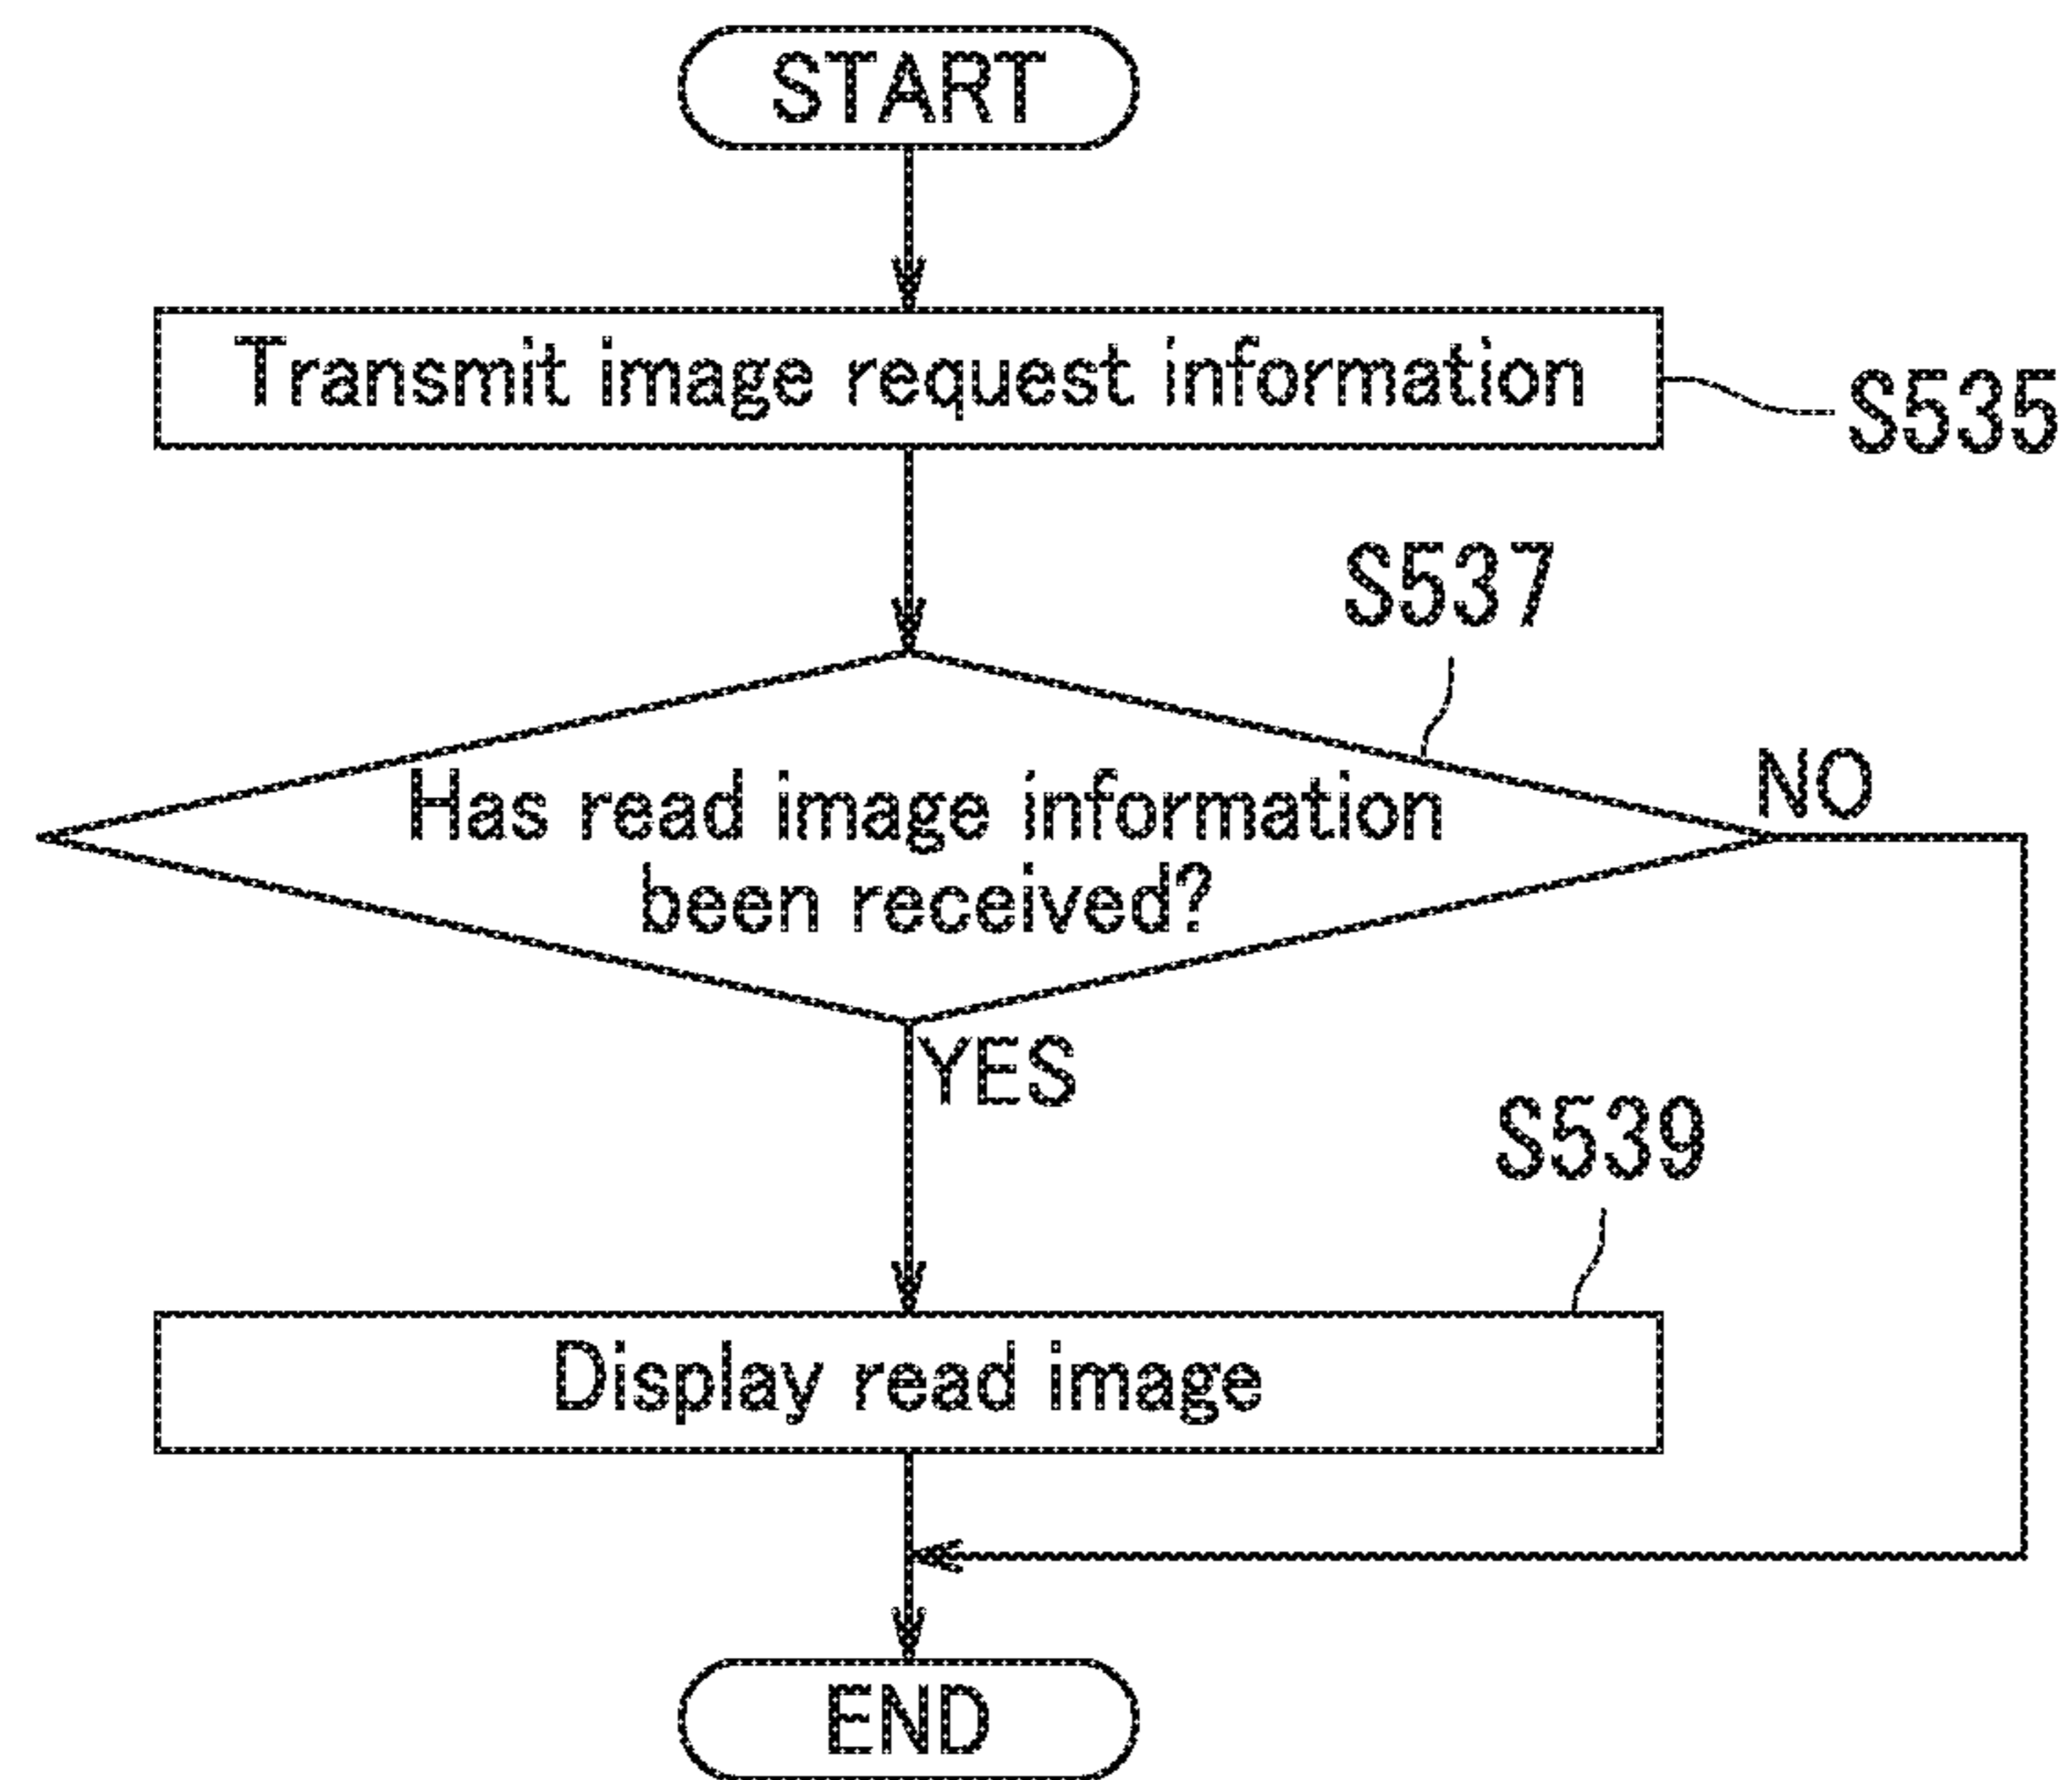 START
Transmit image request information
S535
S537
Has read image information
been received?
NO
YES
S539
Display read image
END